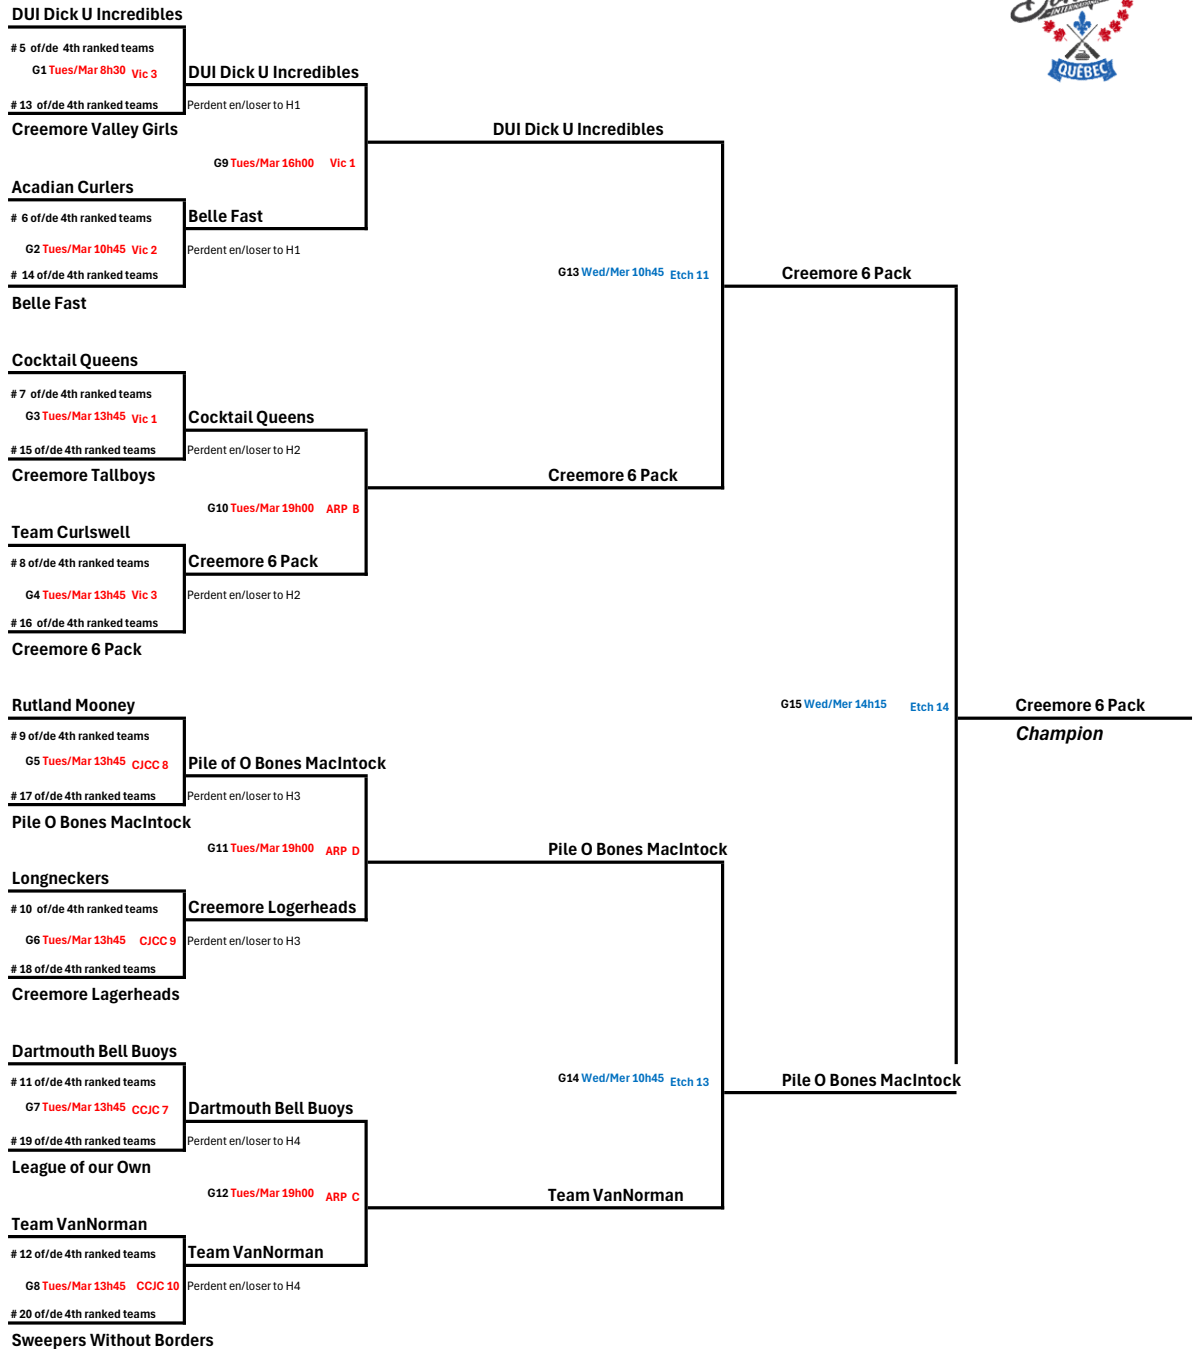 DUI Dick U Incredibles
# 5 of/de 4th ranked teams
G1 Tues/Mar 8h30 Vic 3
DUI Dick U Incredibles
# 13 of/de 4th ranked teams
Perdent en/loser to H1
Creemore Valley Girls
DUI Dick U Incredibles
G9 Tues/Mar 16h00 Vic 1
Acadian Curlers
# 6 of/de 4th ranked teams
Belle Fast
G2 Tues/Mar 10h45 Vic 2
Perdent en/loser to H1
# 14 of/de 4th ranked teams
Belle Fast
G13 Wed/Mer 10h45 Etch 11
Creemore 6 Pack
Cocktail Queens
# 7 of/de 4th ranked teams
G3 Tues/Mar 13h45 Vic 1
Cocktail Queens
# 15 of/de 4th ranked teams
Perdent en/loser to H2
Creemore Tallboys
Creemore 6 Pack
G10 Tues/Mar 19h00 ARP B
Team Curlswell
# 8 of/de 4th ranked teams
Creemore 6 Pack
G4 Tues/Mar 13h45 Vic 3
Perdent en/loser to H2
# 16 of/de 4th ranked teams
Creemore 6 Pack
Rutland Mooney
G15 Wed/Mer 14h15 Etch 14
Creemore 6 Pack
Champion
# 9 of/de 4th ranked teams
G5 Tues/Mar 13h45 CJCC 8
Pile of O Bones MacIntock
# 17 of/de 4th ranked teams
Perdent en/loser to H3
Pile O Bones MacIntock
G11 Tues/Mar 19h00 ARP D
Pile O Bones MacIntock
Longneckers
# 10 of/de 4th ranked teams
Creemore Logerheads
G6 Tues/Mar 13h45 CJCC 9
Perdent en/loser to H3
# 18 of/de 4th ranked teams
Creemore Lagerheads
Dartmouth Bell Buoys
# 11 of/de 4th ranked teams
G14 Wed/Mer 10h45 Etch 13
Pile O Bones MacIntock
G7 Tues/Mar 13h45 CCJC 7
Dartmouth Bell Buoys
# 19 of/de 4th ranked teams
Perdent en/loser to H4
League of our Own
G12 Tues/Mar 19h00 ARP C
Team VanNorman
Team VanNorman
# 12 of/de 4th ranked teams
Team VanNorman
G8 Tues/Mar 13h45 CCJC 10
Perdent en/loser to H4
# 20 of/de 4th ranked teams
Sweepers Without Borders
INTERNATIONAL
QUÉBEC